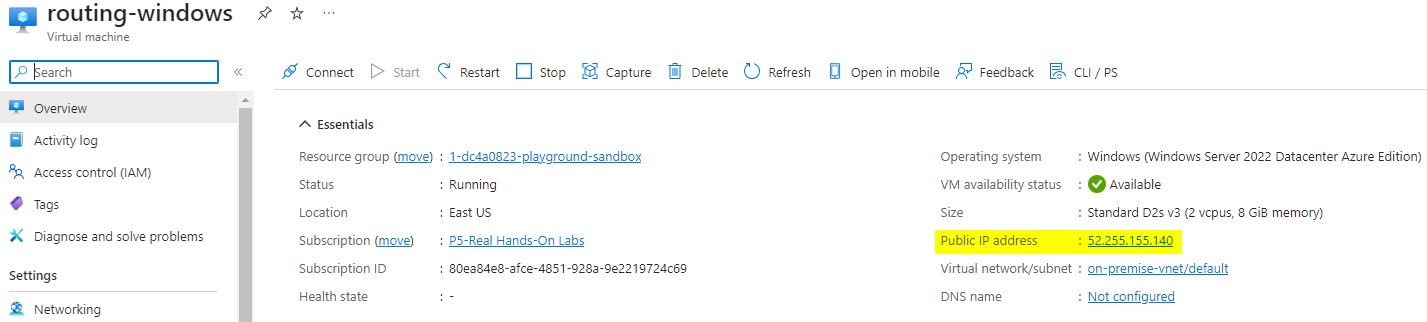 routing-windows
Virtual machine
Search
Connect Start Restart Stop Capture Delete Refresh Open in mobile Feedback CLI / PS
Overview
Activity log
Access control (IAM)
Tags
Diagnose and solve problems
Settings
Networking
Essentials
Resource group (move) : 1-dc4a0823-playground-sandbox
Status : Running
Location : East US
Subscription (move) : P5-Real Hands-On Labs
Subscription ID : 80ea84e8-afce-4851-928a-9e2219724c69
Health state : -
Operating system : Windows (Windows Server 2022 Datacenter Azure Edition)
VM availability status : Available
Size : Standard D2s v3 (2 vcpus, 8 GiB memory)
Public IP address : 52.255.155.140
Virtual network/subnet : on-premise-vnet/default
DNS name : Not configured